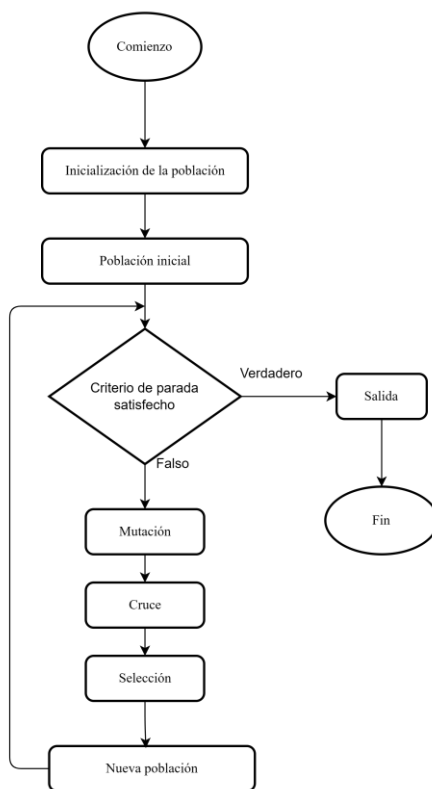 Comienzo
Inicialización de la población
Población inicial
Criterio de parada
satisfecho
Verdadero
Salida
Falso
Fin
Mutación
Cruce
Selección
Nueva población